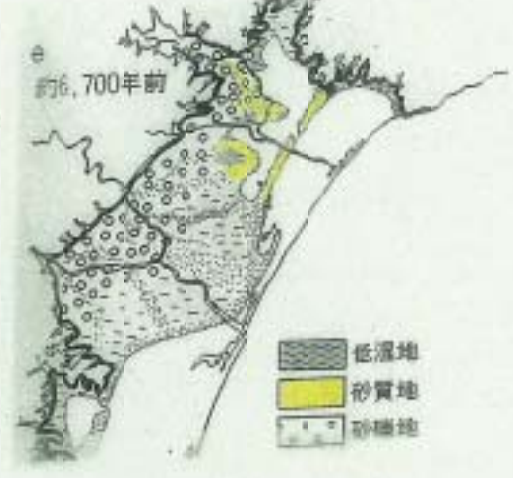 e
約6,700年前
低湿地
砂質地
砂礫地